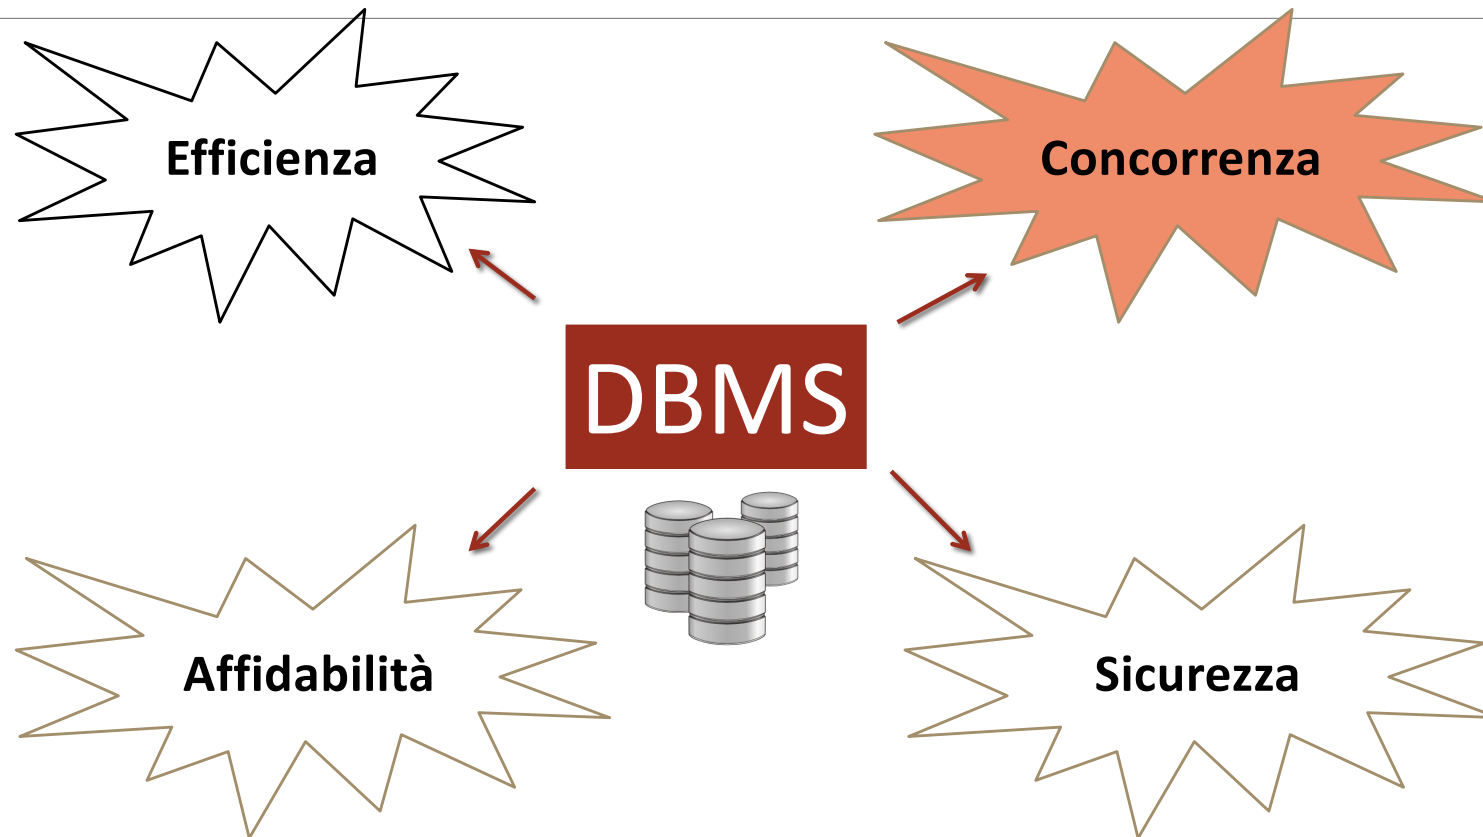 Efficienza
Concorrenza
DBMS
Affidabilità
Sicurezza